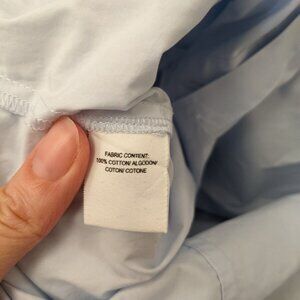 FABRIC CONTENT:
100% COTTON/ ALGODON/
COTON/ COTONE